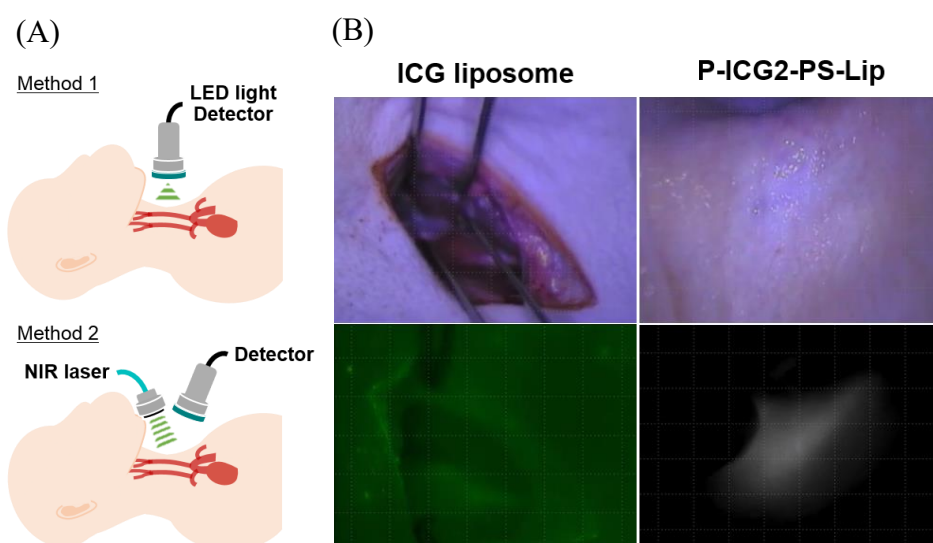 (A)
Method 1
LED light
Detector
Method 2
NIR laser
Detector
(B)
ICG liposome
P-ICG2-PS-Lip